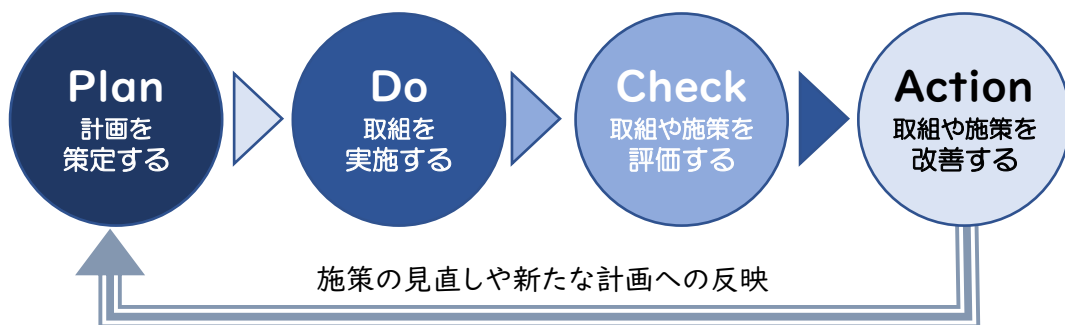 Plan
計画を
策定する
Do
取組を
実施する
Check
取組や施策を
評価する
Action
取組や施策を
改善する
施策の見直しや新たな計画への反映